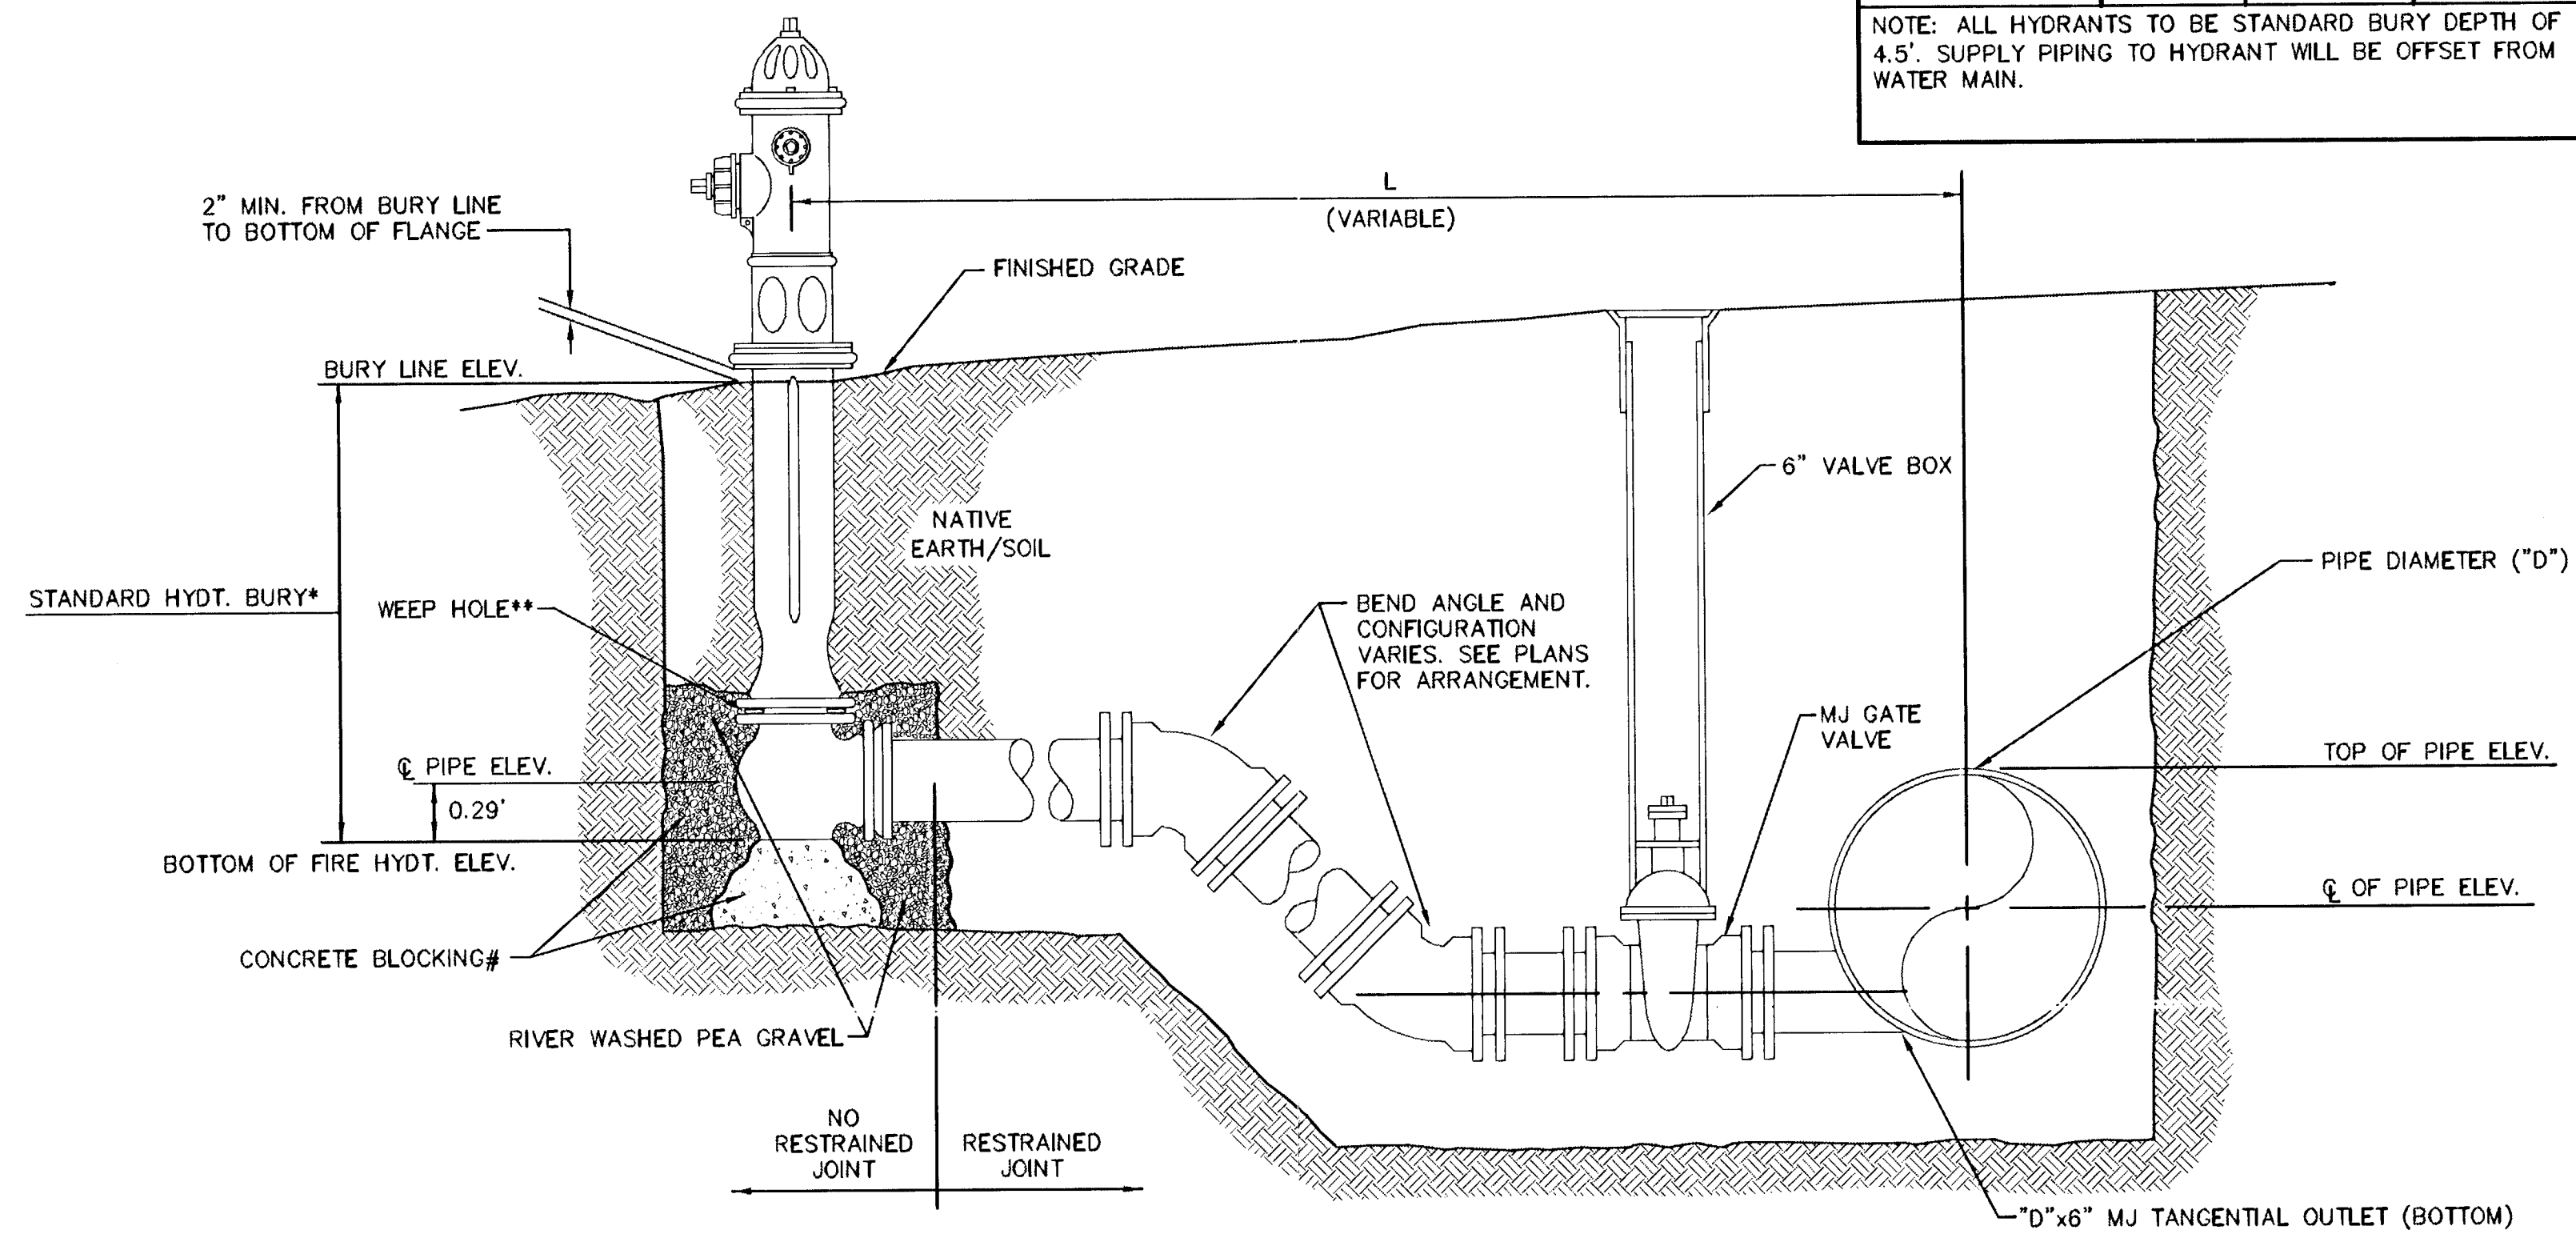 NOTE: ALL HYDRANTS TO BE STANDARD BURY DEPTH OF
4.5'. SUPPLY PIPING TO HYDRANT WILL BE OFFSET FROM
WATER MAIN.
L
(VARIABLE)
2" MIN. FROM BURY LINE
TO BOTTOM OF FLANGE
FINISHED GRADE
BURY LINE ELEV.
6" VALVE BOX
NATIVE
EARTH/SOIL
PIPE DIAMETER ("D")
STANDARD HYDT. BURY*
WEEP HOLE**
BEND ANGLE AND
CONFIGURATION
VARIES. SEE PLANS
FOR ARRANGEMENT.
MJ GATE
VALVE
TOP OF PIPE ELEV.
℄ PIPE ELEV.
0.29'
BOTTOM OF FIRE HYDT. ELEV.
℄ OF PIPE ELEV.
CONCRETE BLOCKING#
RIVER WASHED PEA GRAVEL
NO
RESTRAINED
JOINT
RESTRAINED
JOINT
"D"x6" MJ TANGENTIAL OUTLET (BOTTOM)